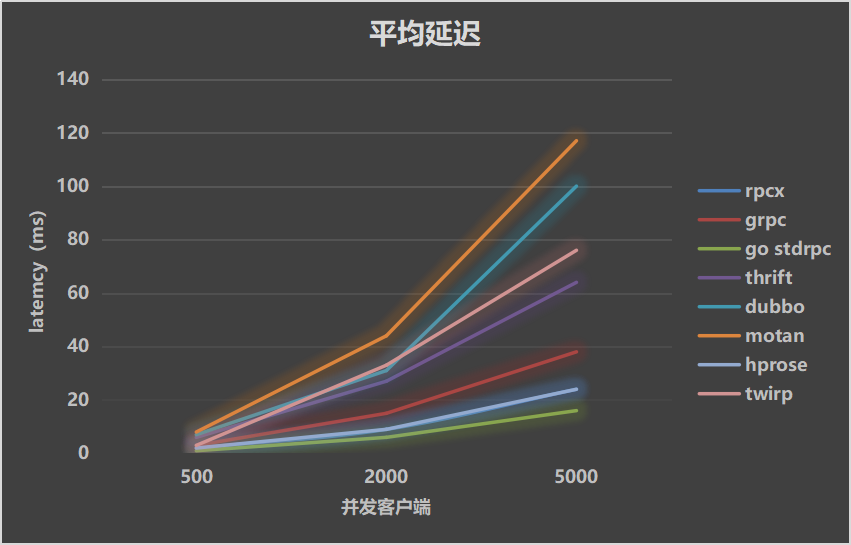 平均延迟
140
120
100
80
60
40
20
0
latemcy (ms)
500 2000 5000
并发客户端
rpcx
grpc
go stdrpc
thrift
dubbo
motan
hprose
twirp